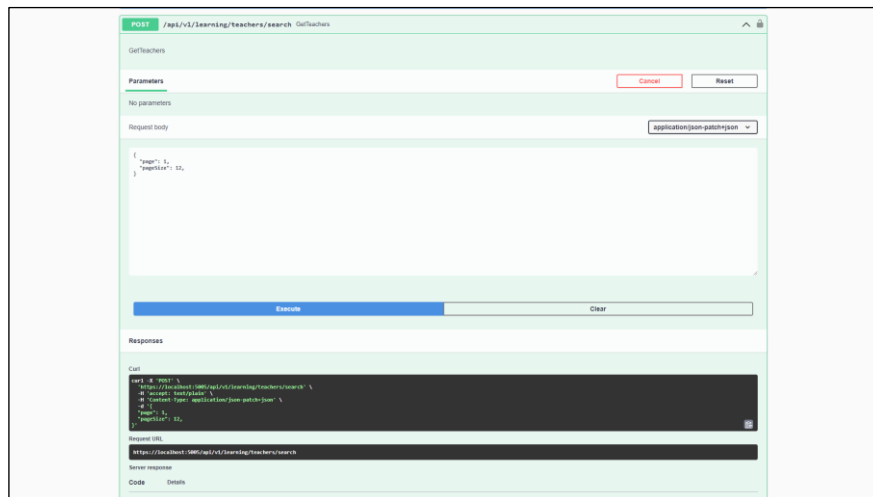 POST /api/v1/learning/teachers/search GetTeachers
GetTeachers
Parameters
Cancel
Reset
No parameters
Request body
application/json-patch+json
{
"page": 1,
"pageSize": 12,
}
Execute
Clear
Responses
Curl
curl -X 'POST' \
'https://localhost:5005/api/v1/learning/teachers/search' \
-H 'accept: text/plain' \
-H 'Content-Type: application/json-patch+json' \
-d '{
"page": 1,
"pageSize": 12,
}'
Request URL
https://localhost:5005/api/v1/learning/teachers/search
Server response
Code Details